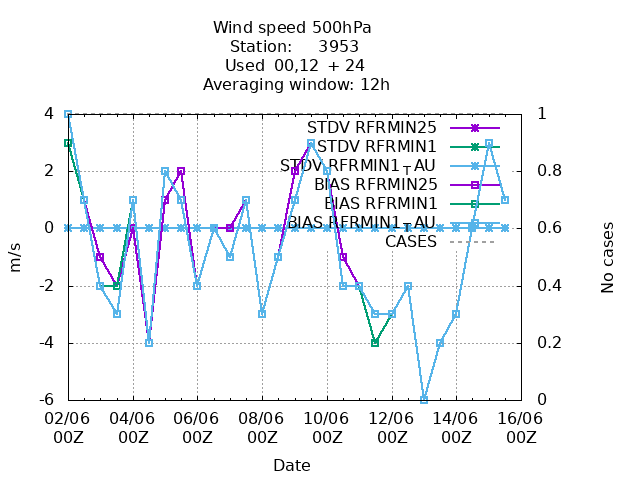 Wind speed 500hPa
Station: 3953
Used 00,12 + 24
Averaging window: 12h
4 1
STDV RFRMIN25
STDV RFRMIN1
STDV RFRMIN1TAU
2 0.8
BIAS RFRMIN25
BIAS RFRMIN1
BIAS RFRMIN1TAU
0 0.6
CASES
m/s
No cases
-2 0.4
-4 0.2
-6 0
02/06 04/06 06/06 08/06 10/06 12/06 14/06 16/06
00Z 00Z 00Z 00Z 00Z 00Z 00Z 00Z
Date